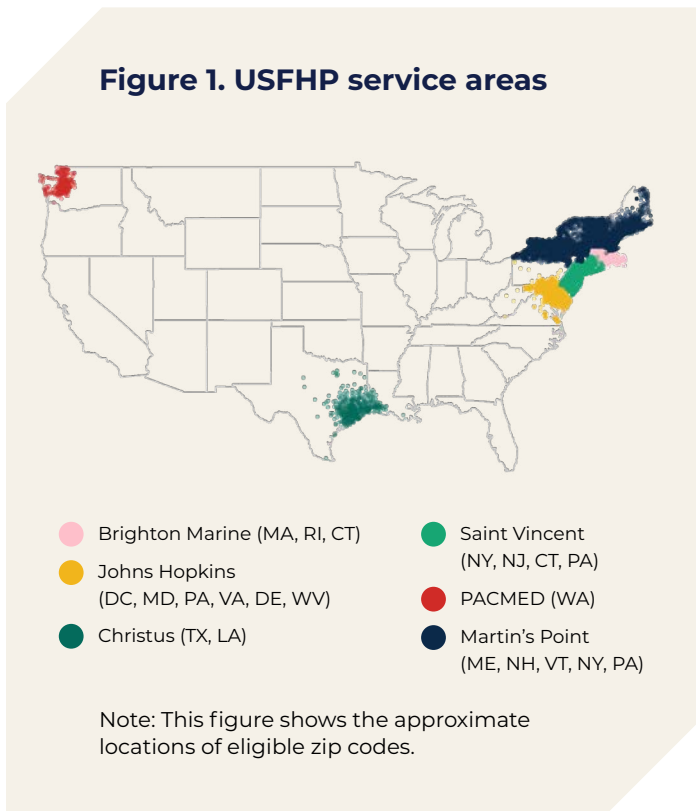 Figure 1. USFHP service areas
Brighton Marine (MA, RI, CT)
Johns Hopkins
(DC, MD, PA, VA, DE, WV)
Christus (TX, LA)
Saint Vincent
(NY, NJ, CT, PA)
PACMED (WA)
Martin’s Point
(ME, NH, VT, NY, PA)
Note: This figure shows the approximate
locations of eligible zip codes.